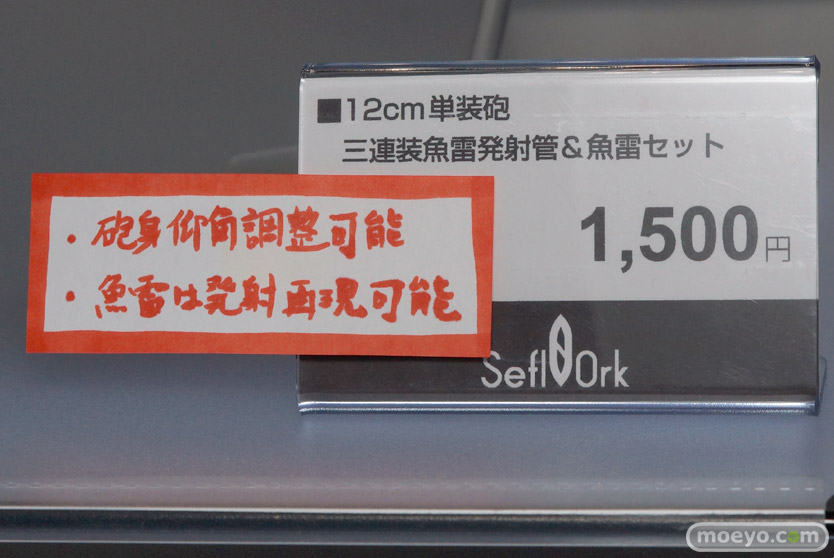 ■12cm単装砲
三連装魚雷発射管&魚雷セット
1,500円
・砲身仰角調整可能
・魚雷は発射再現可能
Sefl Ork
moeyo.com